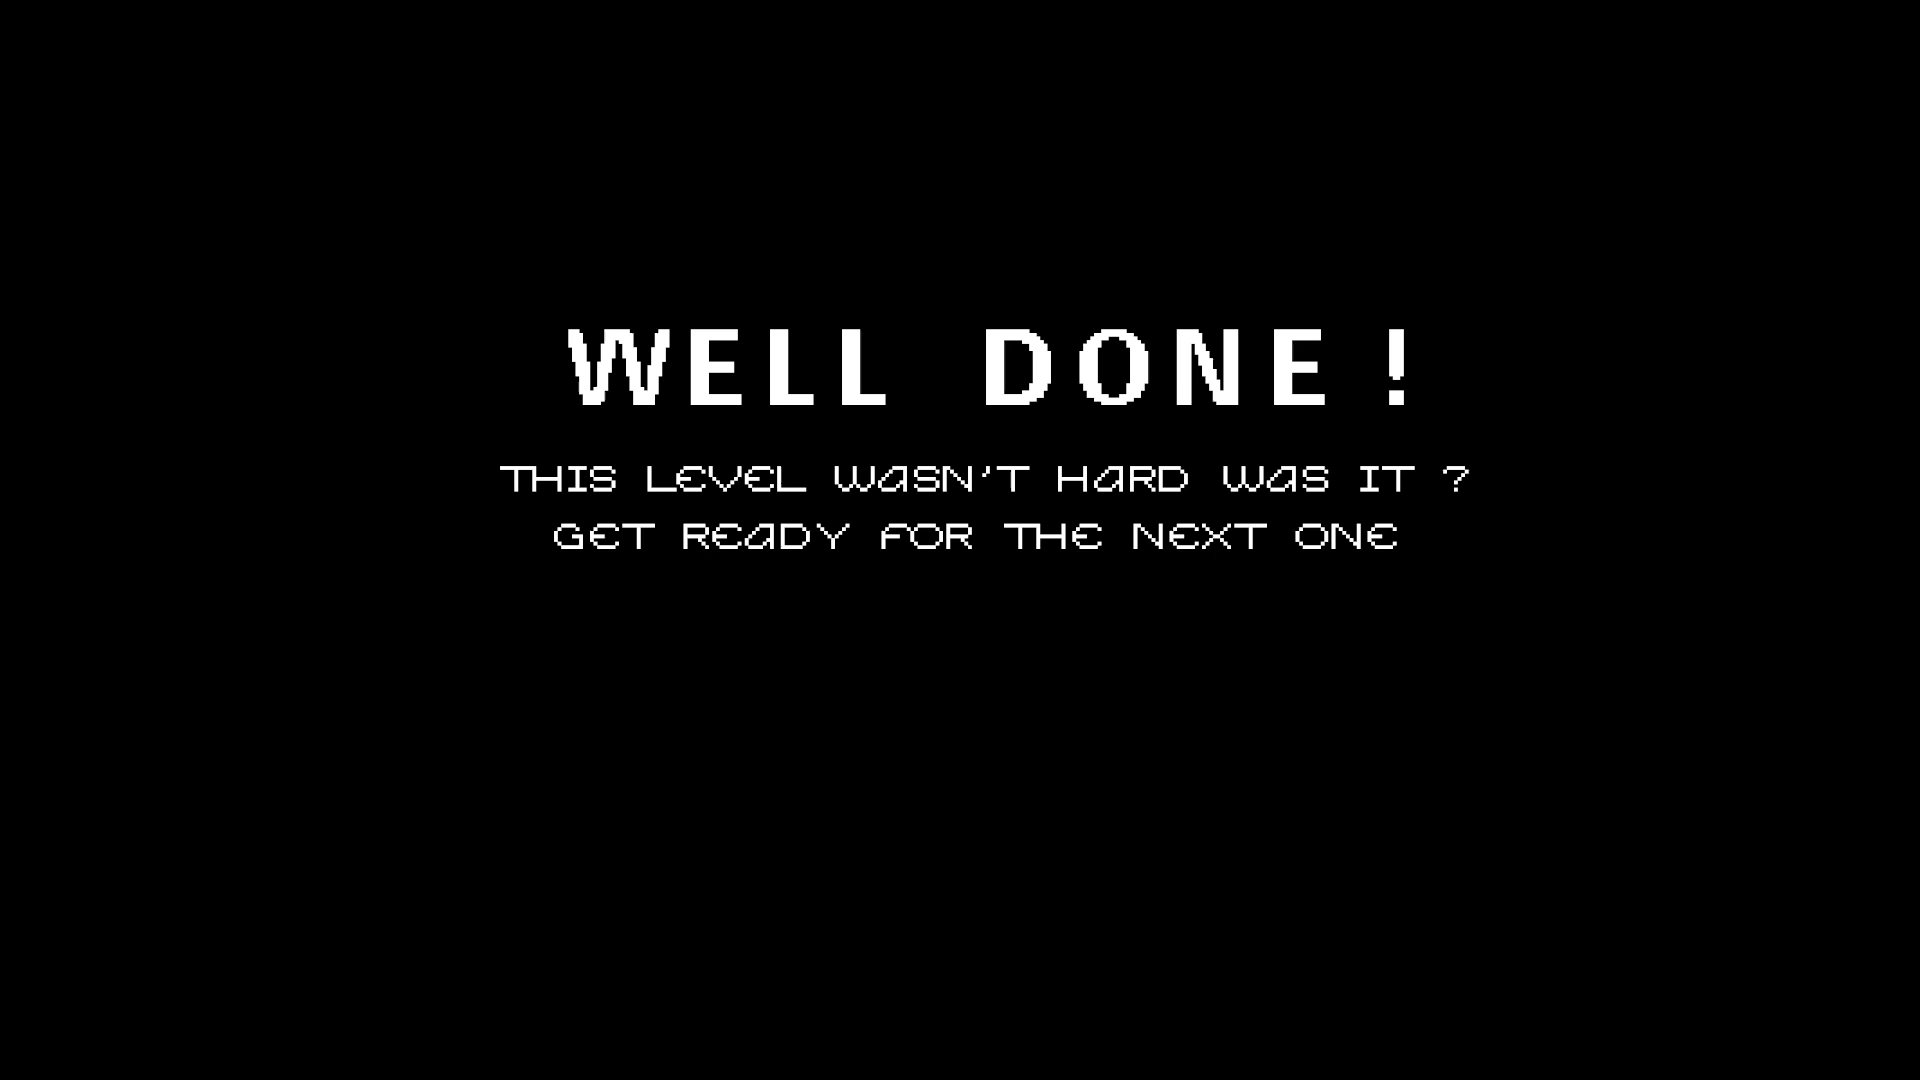 WELL DONE !
THIS LEVEL WASN'T HARD WAS IT ?
GET READY FOR THE NEXT ONE